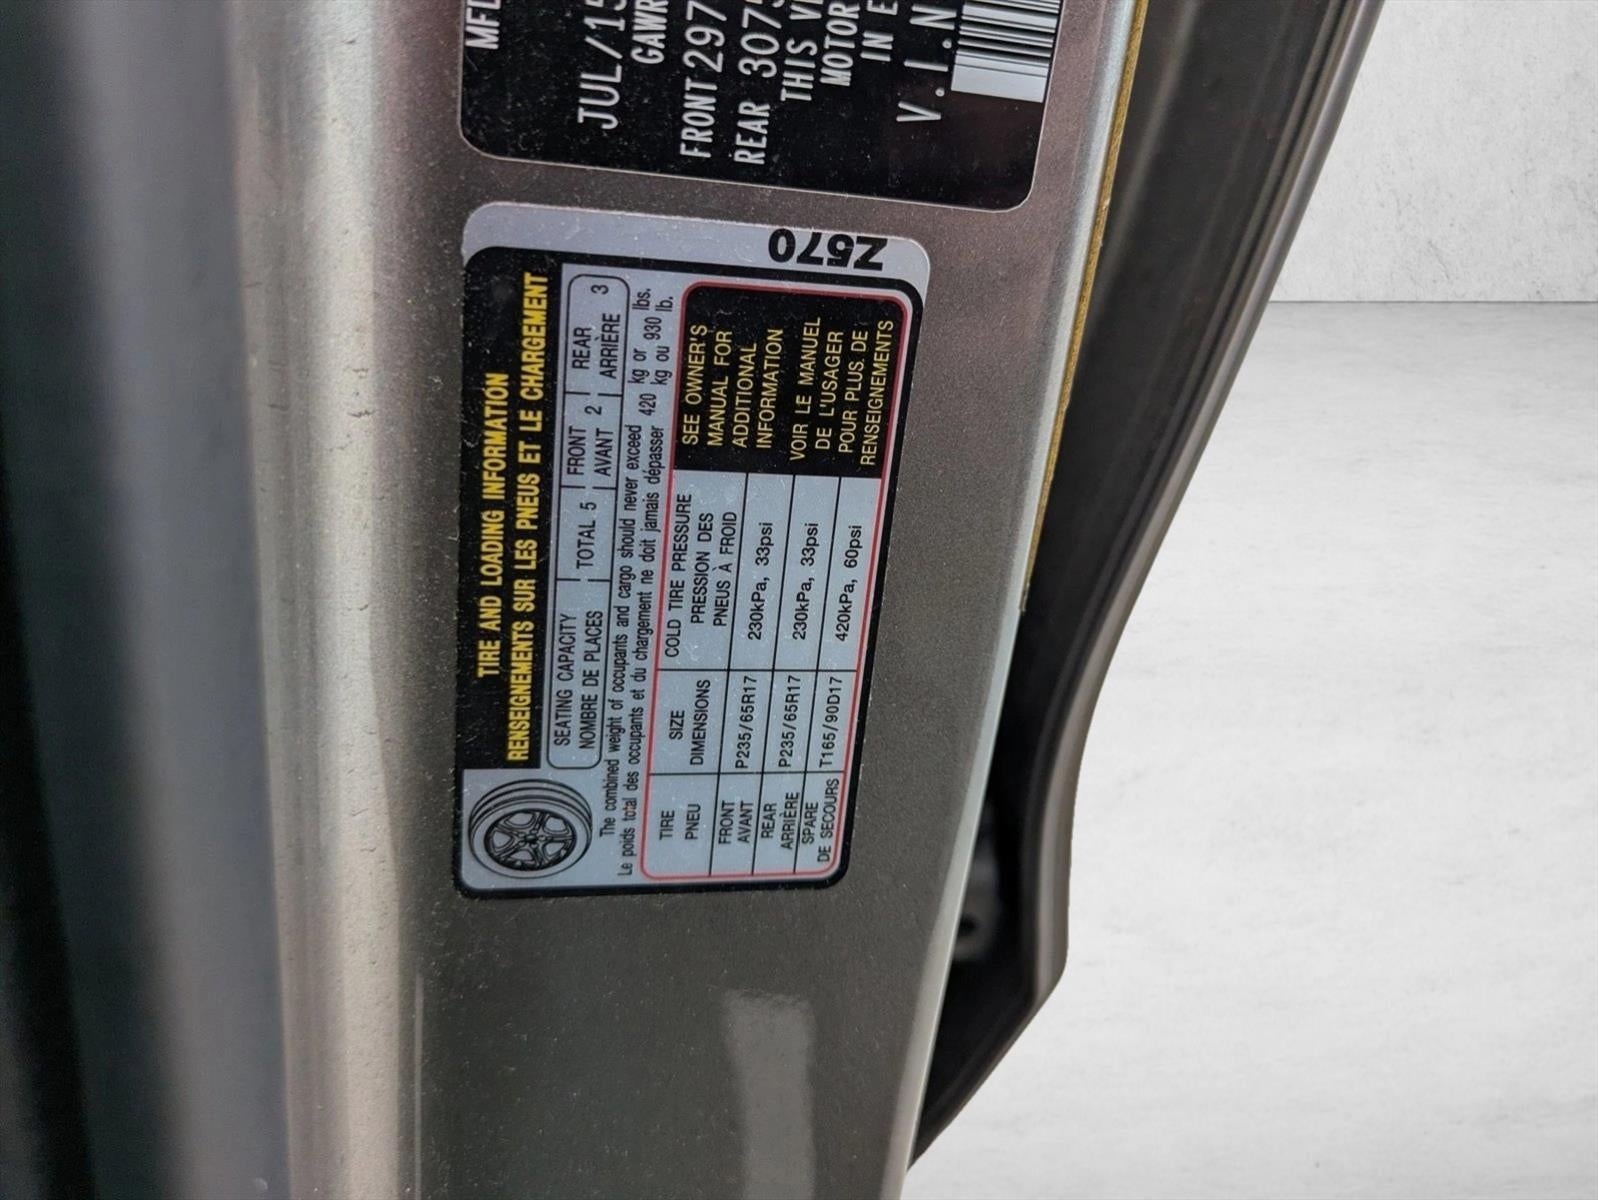 MFD
JUL/15
GAWR
FRONT 297
REAR 307
THIS
MOTOR
IN
V.I.N
Z570
TIRE AND LOADING INFORMATION
RENSEIGNEMENTS SUR LES PNEUS ET LE CHARGEMENT
SEATING CAPACITY
NOMBRE DE PLACES
TOTAL 5
FRONT
AVANT 2
REAR
ARRIÈRE 3
The combined weight of occupants and cargo should never exceed 420 kg or lbs.
Le poids total des occupants et du chargement ne doit jamais dépasser kg ou 930 lb.
TIRE
PNEU
SIZE
DIMENSIONS
COLD TIRE PRESSURE
PRESSION DES
PNEUS À FROID
FRONT
AVANT
P235/65R17
230kPa, 33psi
REAR
ARRIÈRE
P235/65R17
230kPa, 33psi
SPARE
DE SECOURS
T165/90D17
420kPa, 60psi
SEE OWNER'S
MANUAL FOR
ADDITIONAL
INFORMATION
VOIR LE MANUEL
DE L'USAGER
POUR PLUS DE
RENSEIGNEMENTS